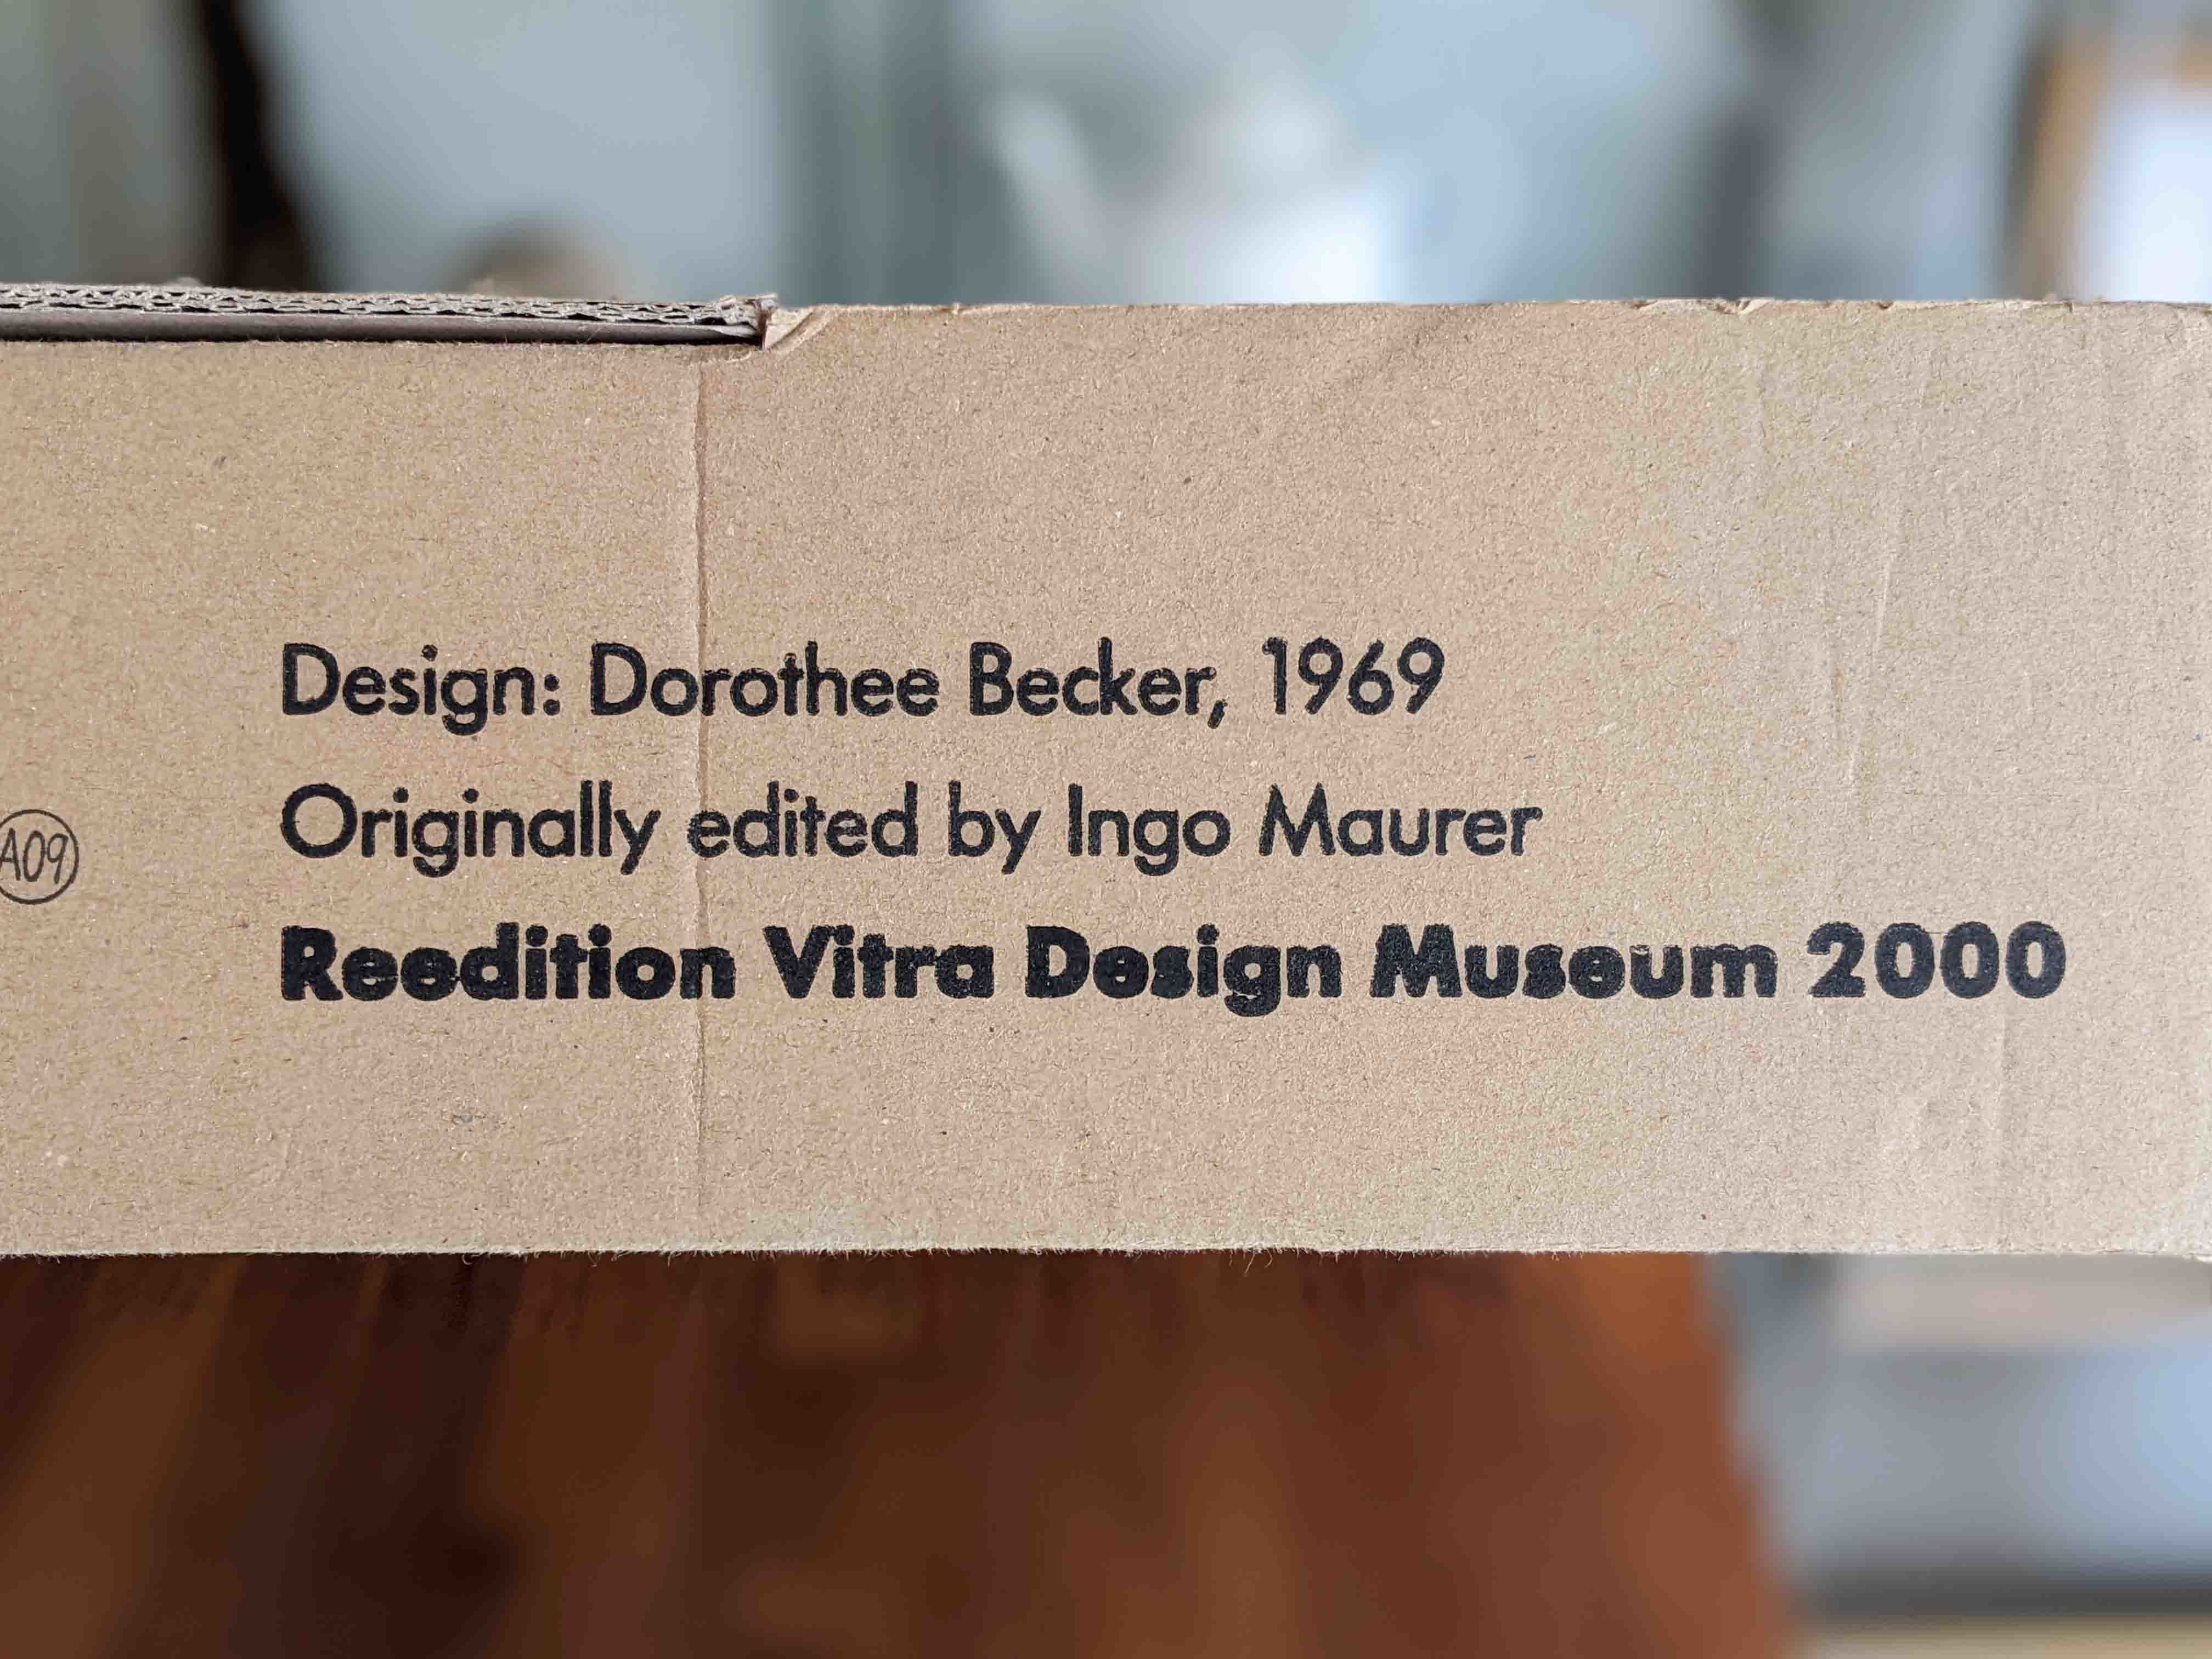 Design: Dorothee Becker, 1969
Originally edited by Ingo Maurer
A09
Reedition Vitra Design Museum 2000